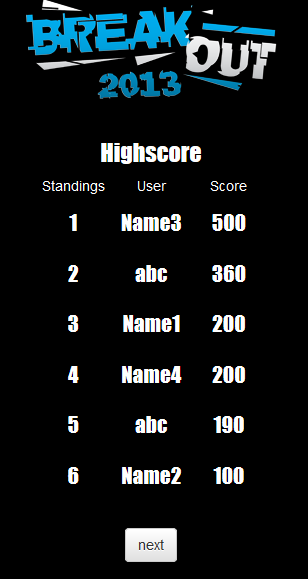 BREAK
OUT
2013
Highscore
Standings User Score
1 Name3 500
2 abc 360
3 Name1 200
4 Name4 200
5 abc 190
6 Name2 100
next